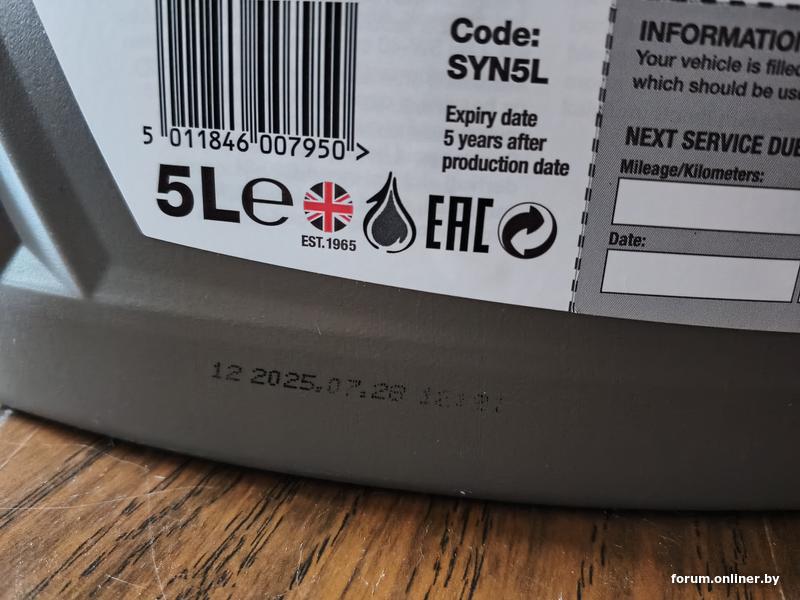 5 011846 007950 >
5Le
EST.1965
EAC
Code:
SYN5L
Expiry date
5 years after
production date
INFORMATION
Your vehicle is filled
which should be
NEXT SERVICE DUE
Mileage/Kilometers:
Date:
12 2025.07.28
forum.onliner.by